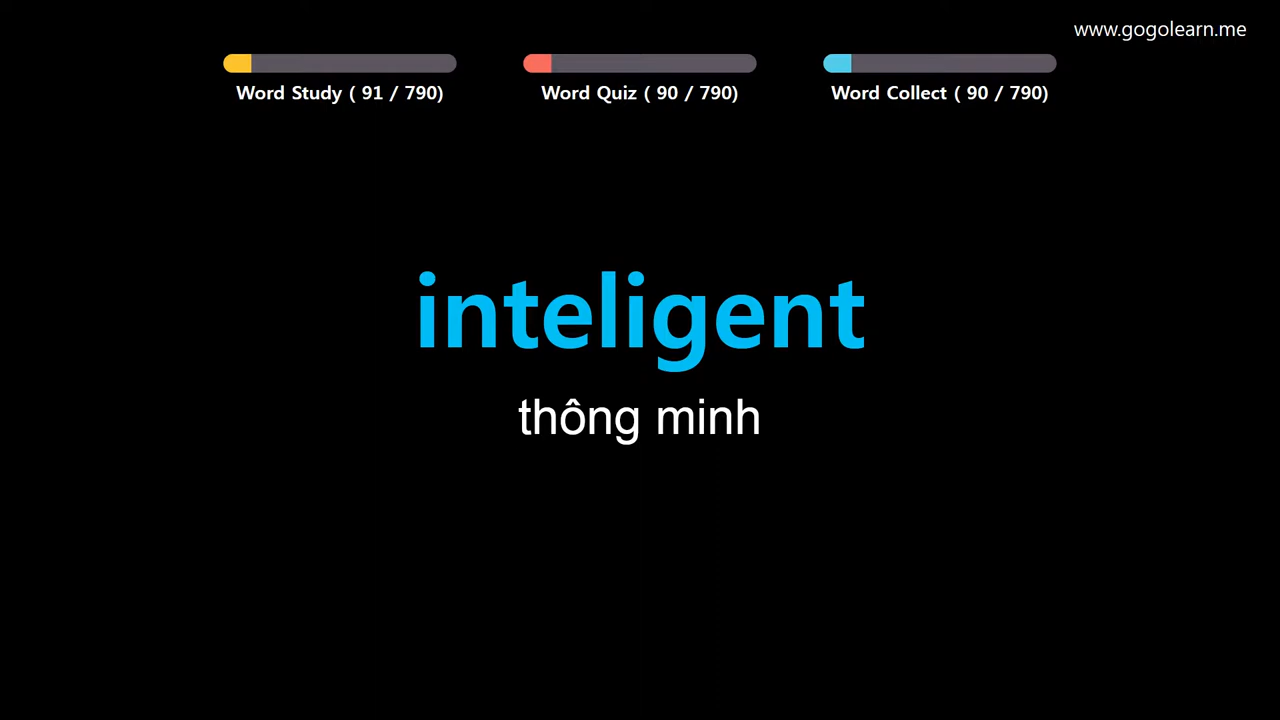 www.gogolearn.me
Word Study ( 91 / 790)
Word Quiz ( 90 / 790)
Word Collect ( 90 / 790)
inteligent
thông minh